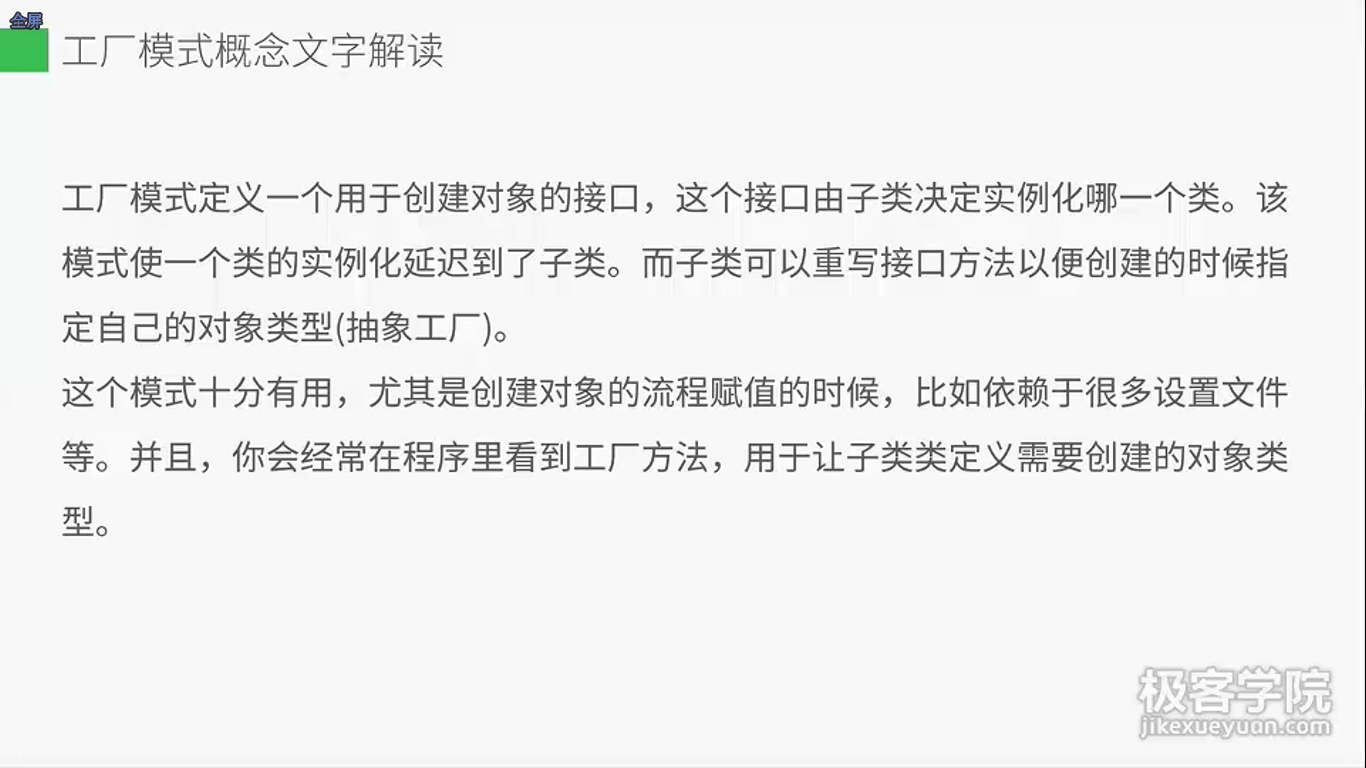 全屏
工厂模式概念文字解读
工厂模式定义一个用于创建对象的接口，这个接口由子类决定实例化哪一个类。该
模式使一个类的实例化延迟到了子类。而子类可以重写接口方法以便创建的时候指
定自己的对象类型(抽象工厂)。
这个模式十分有用，尤其是创建对象的流程赋值的时候，比如依赖于很多设置文件
等。并且，你会经常在程序里看到工厂方法，用于让子类类定义需要创建的对象类
型。
极客学院
jikexueyuan.com